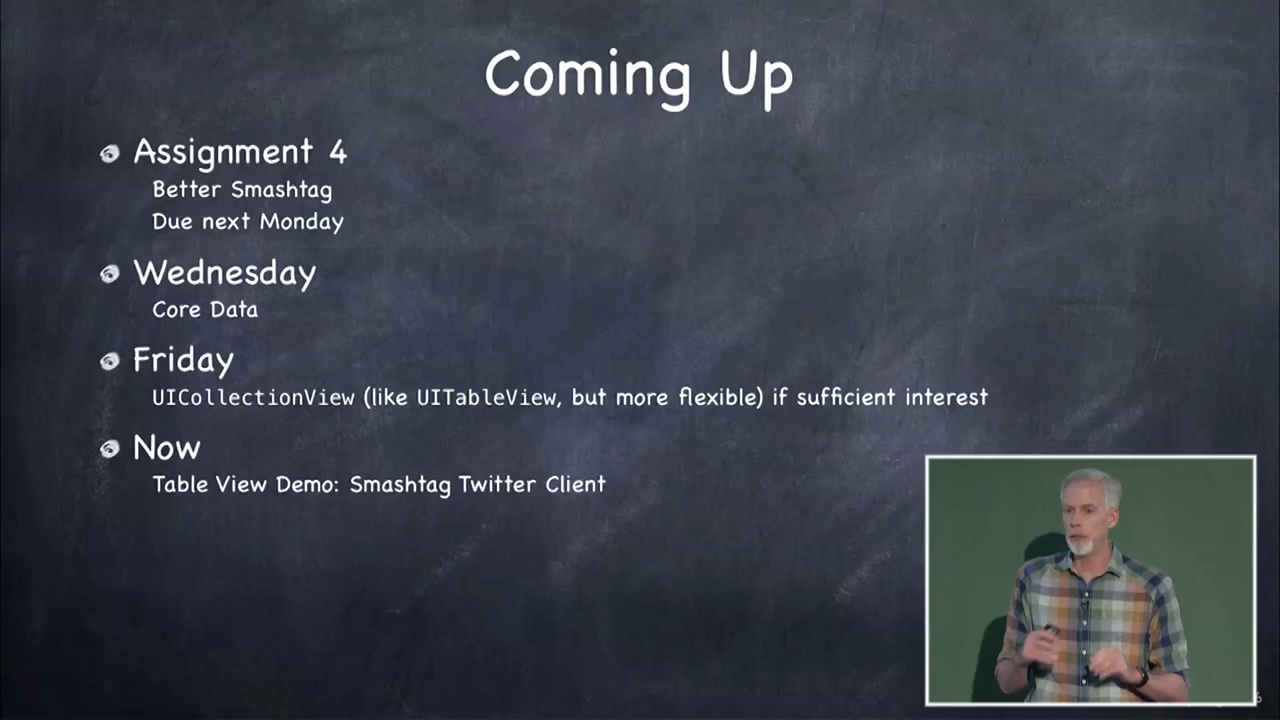 Coming Up
Assignment 4
Better Smashtag
Due next Monday
Wednesday
Core Data
Friday
UICollectionView (like UITableView, but more flexible) if sufficient interest
Now
Table View Demo: Smashtag Twitter Client